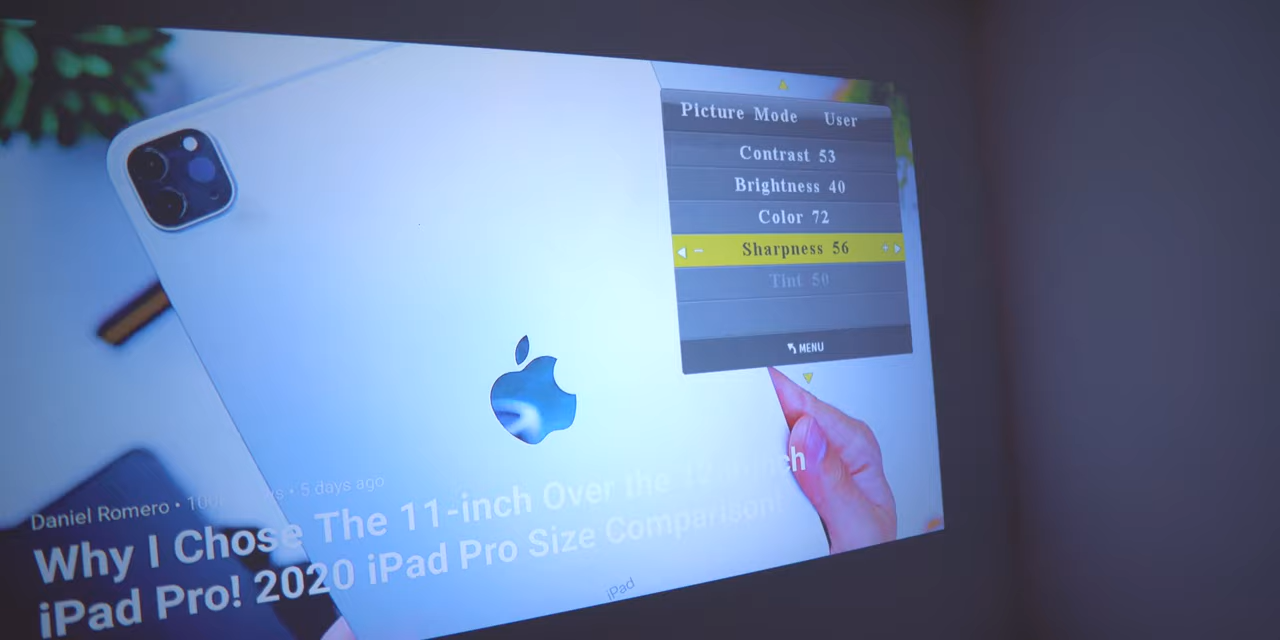 Picture Mode User
Contrast 53
Brightness 40
Color 72
Sharpness 56
Tint 50
MENU
Daniel Romero • 5 days ago
Why I Chose The 11-inch Over the
iPad Pro! 2020 iPad Pro Size Comparison!
iPad